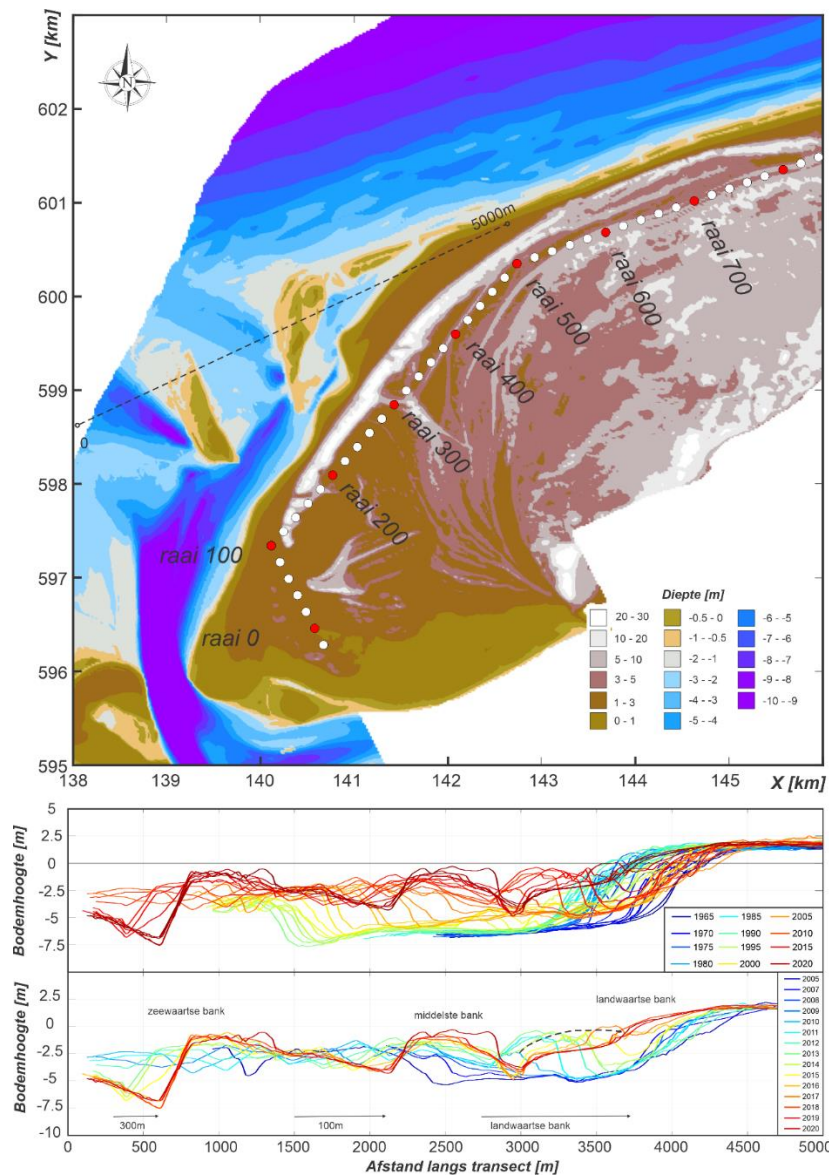 Y [km]
602
601
600
599
598
597
596
595
N
5000m
0
raai 700
raai 600
raai 500
raai 400
raai 300
raai 200
raai 100
raai 0
Diepte [m]
20 - 30
10 - 20
5 - 10
3 - 5
1 - 3
0 - 1
-0.5 - 0
-1 - -0.5
-2 - -1
-3 - -2
-4 - -3
-5 - -4
-6 - -5
-7 - -6
-8 - -7
-9 - -8
-10 - -9
138 139 140 141 142 143 144 145
X [km]
Bodemhoogte [m]
5
2.5
0
-2.5
-5
-7.5
1965 1985 2005
1970 1990 2010
1975 1995 2015
1980 2000 2020
Bodemhoogte [m]
2.5
0
-2.5
-5
-7.5
-10
zeewaartse bank
middelste bank
landwaartse bank
300m
100m
landwaartse bank
2005
2007
2008
2009
2010
2011
2012
2013
2014
2015
2016
2017
2018
2019
2020
0 500 1000 1500 2000 2500 3000 3500 4000 4500 5000
Afstand langs transect [m]